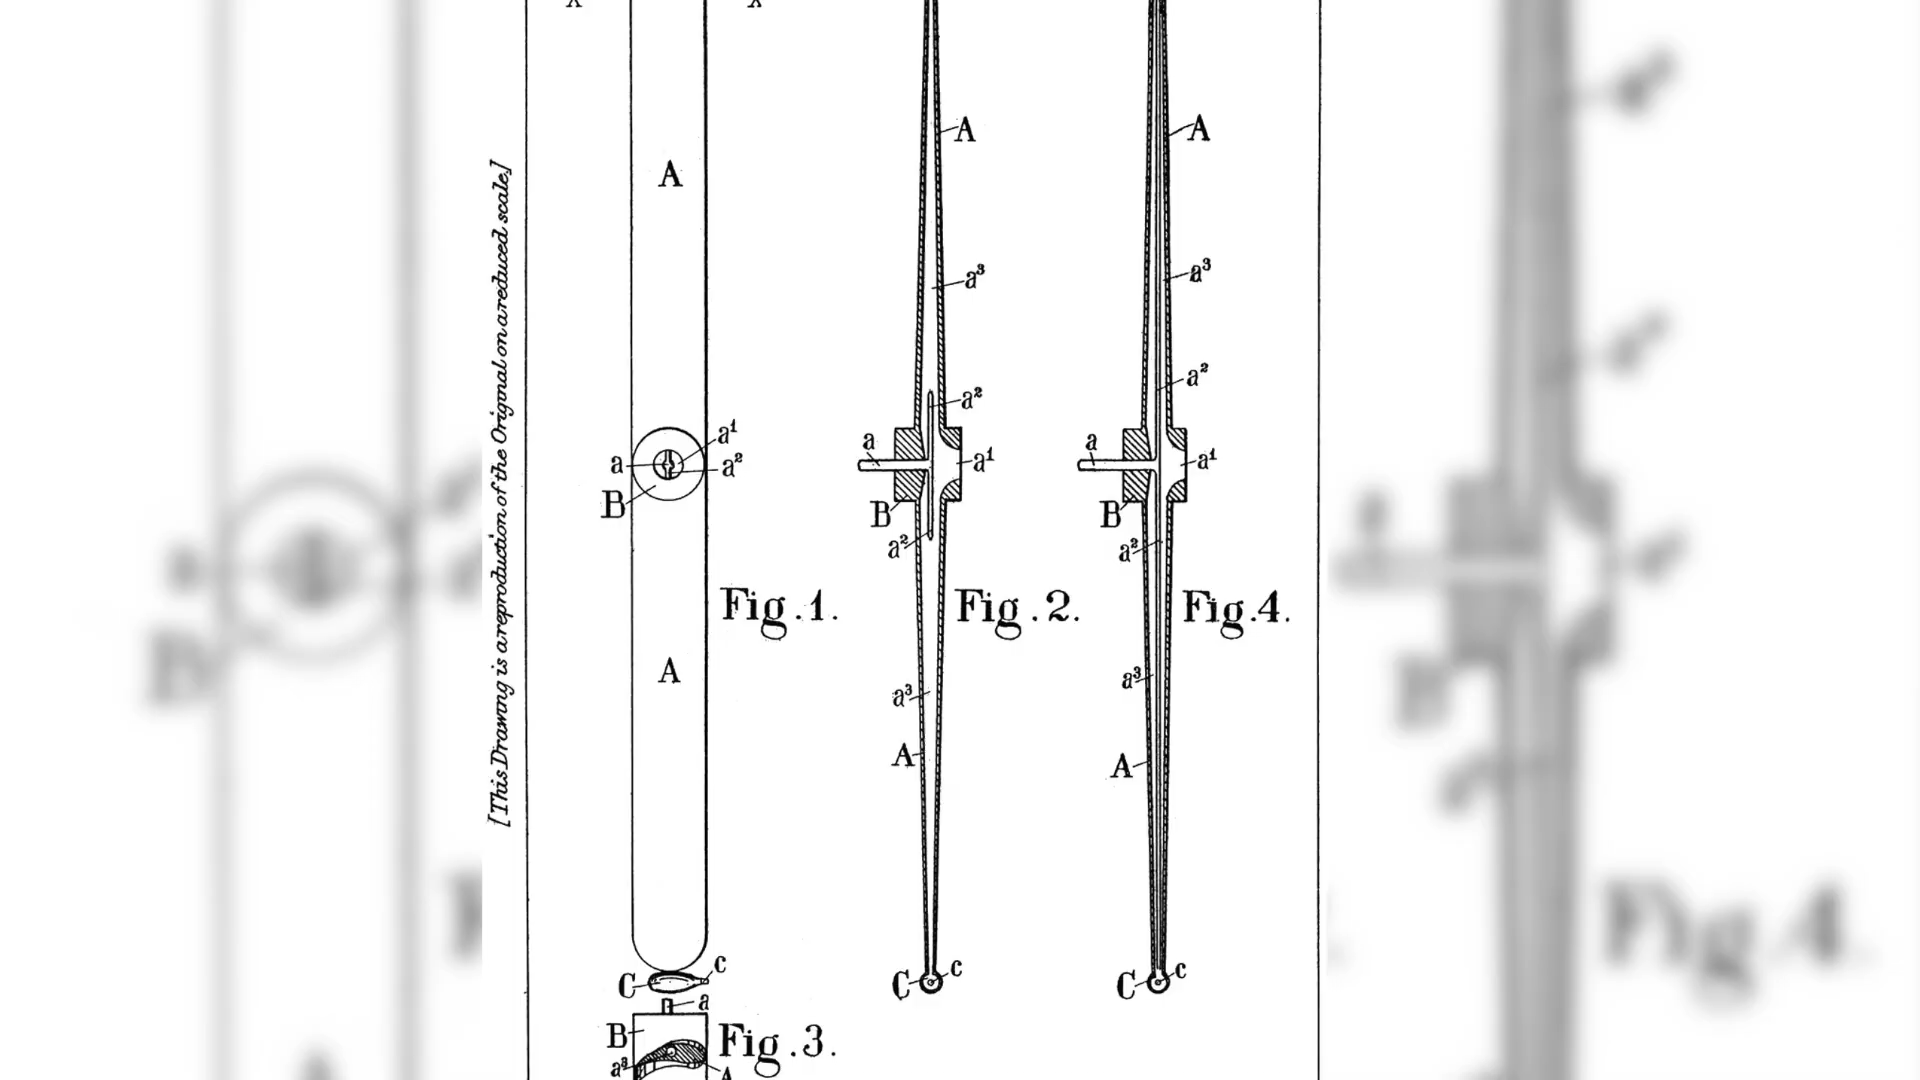 x x
[This Drawing is a reproduction of the Original on a reduced scale.]
A
A
A
A
a³
a³
a²
a²
a a¹
a²
B
a
a¹
B
a²
a
a¹
B
a²
Fig. 1.
Fig. 2.
Fig. 4.
A
a³
a³
A
A
C c
C c
C c
a
B
Fig. 3.
a³
A